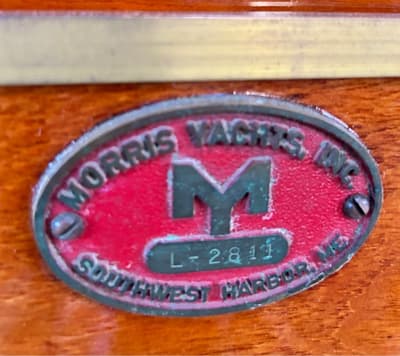 MORRIS YACHTS, INC.
M
L-2811
SOUTHWEST HARBOR, ME.